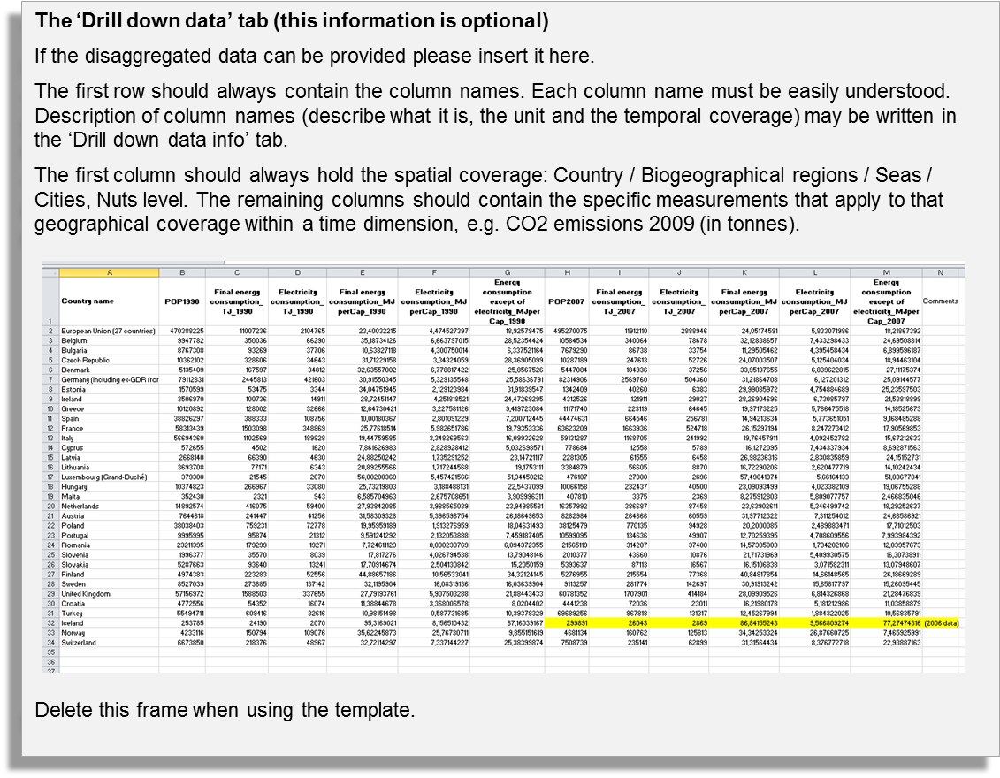 The ‘Drill down data’ tab (this information is optional)
If the disaggregated data can be provided please insert it here.
The first row should always contain the column names. Each column name must be easily understood.
Description of column names (describe what it is, the unit and the temporal coverage) may be written in
the ‘Drill down data info’ tab.
The first column should always hold the spatial coverage: Country / Biogeographical regions / Seas /
Cities, Nuts level. The remaining columns should contain the specific measurements that apply to that
geographical coverage within a time dimension, e.g. CO2 emissions 2009 (in tonnes).
A B C D E F G H I J K L M N
1 Country name POP1990 Final energy consumption_TJ_1990 Electricity consumption_TJ_1990 Final energy consumption_MJperCap_1990 Electricity consumption_MJperCap_1990 Energy consumption except of electricity_MJperCap_1990 POP2007 Final energy consumption_TJ_2007 Electricity consumption_TJ_2007 Final energy consumption_MJperCap_2007 Electricity consumption_MJperCap_2007 Energy consumption except of electricity_MJperCap_2007 Comments
2 European Union (27 countries) 470388225 11007236 2104765 23,40032215 4,474527397 18,92579475 495270075 11912110 2888946 24,05174591 5,833071986 18,21867392
3 Belgium 9947782 350036 66290 35,18734126 6,663797015 28,52354424 10584534 340064 78678 32,12838657 7,433298433 24,69508814
4 Bulgaria 8767308 93269 37706 10,63827118 4,300750014 6,337521164 7679290 86738 33754 11,29505462 4,395458434 6,899596187
5 Czech Republic 10362102 328606 34643 31,71229158 3,34324059 28,36905099 10287189 247613 52726 24,07003507 5,125404034 18,94463104
6 Denmark 5135409 167597 34812 32,63557002 6,778817422 25,8567526 5447084 184936 37256 33,95137655 6,839622815 27,11175374
7 Germany (including ex-GDR fror 79112831 2445813 421603 30,91550345 5,329135548 25,58636791 82314906 2569760 504360 31,21864708 6,127201312 25,09144577
8 Estonia 1570599 53475 3344 34,04751945 2,129123984 31,91839547 1342409 40260 6383 29,99085972 4,754884689 25,23597503
9 Ireland 3506970 100736 14911 28,72451147 4,251818521 24,47269295 4312526 121911 29027 28,26904696 6,73085797 21,53818899
10 Greece 10120892 128002 32666 12,64730421 3,227581126 9,419723084 11171740 223119 64645 19,97173225 5,786475518 14,18525673
11 Spain 38826297 388333 108756 10,00180367 2,801091229 7,200712445 44474631 664546 256781 14,94213634 5,773651051 9,168485288
12 France 58313439 1503098 348869 25,77618514 5,982651786 19,79353336 63623209 1663936 524718 26,15297194 8,247273412 17,90569853
13 Italy 56694360 1102569 189828 19,44759585 3,348269563 16,09932628 59131287 1168705 241992 19,76457911 4,092452782 15,67212633
14 Cyprus 572655 4502 1620 7,861626983 2,828928412 5,032698571 778684 12558 5789 16,1272095 7,434337934 8,692871563
15 Latvia 2668140 66390 4630 24,88250242 1,735291252 23,14721117 2281305 61555 6458 26,98236316 2,830835859 24,15152731
16 Lithuania 3693708 77171 6343 20,89255566 1,717244568 19,1753111 3384879 56605 8870 16,72290206 2,620477719 14,10242434
17 Luxembourg (Grand-Duché) 379300 21545 2070 56,80200369 5,457421566 51,34458212 476187 27380 2696 57,49841974 5,66164133 51,83677841
18 Hungary 10374823 266967 33080 25,73219803 3,188488131 22,5437099 10066158 232437 40500 23,09093499 4,023382109 19,06755288
19 Malta 352430 2321 943 6,585704963 2,675708651 3,909996311 407810 3375 2369 8,275912803 5,809077757 2,466835046
20 Netherlands 14892574 416075 59400 27,93842085 3,988565039 23,94985581 16357992 386687 87458 23,63902611 5,346499742 18,29252637
21 Austria 7644818 241447 41256 31,58309328 5,396596754 26,18649653 8282984 264866 60559 31,97712322 7,311254012 24,66586921
22 Poland 38038403 759231 72778 19,95959189 1,913276959 18,04631493 38125479 770135 94928 20,2000085 2,489883471 17,71012503
23 Portugal 9995995 95874 21312 9,591241292 2,132053888 7,459187405 10599095 134636 49907 12,70259395 4,708609556 7,993984392
24 Romania 23211395 179299 19271 7,724611123 0,830238769 6,894372355 21565119 314287 37400 14,57385883 1,734282106 12,83957673
25 Slovenia 1996377 35570 8039 17,817276 4,026794538 13,79048146 2010377 43660 10876 21,71731969 5,409930575 16,30738911
26 Slovakia 5287663 93640 13241 17,70914674 2,504130842 15,2050159 5393637 87113 16567 16,15106838 3,071582311 13,07948607
27 Finland 4974383 223283 52556 44,88657186 10,56533041 34,32124145 5276955 215554 77368 40,84817854 14,66148565 26,18669289
28 Sweden 8527039 273885 137142 32,1195904 16,08319136 16,03639904 9113257 281774 142697 30,91913242 15,65817797 15,26095445
29 United Kingdom 57156972 1588503 337655 27,79193761 5,907503288 21,88443433 60781352 1707901 414184 28,09909526 6,814326868 21,28476839
30 Croatia 4772556 54352 16074 11,38844678 3,368006578 8,0204402 4441238 72036 23011 16,21980178 5,181212986 11,03858879
31 Turkey 55494711 609416 32616 10,98151498 0,587731685 10,39378329 69689256 867818 131317 12,45267994 1,884322025 10,56835791
32 Iceland 253785 24190 2070 95,3169021 8,156510432 87,16039167 299891 26043 2869 86,84155243 9,566809274 77,27474316 (2006 data)
33 Norway 4233116 150794 109076 35,62245873 25,76730711 9,855151619 4681134 160762 125813 34,34253324 26,87660725 7,465925991
34 Switzerland 6673850 218376 48967 32,72114297 7,337144227 25,38399874 7508739 235141 62899 31,31564434 8,376772718 22,93887163
35
36
37
Delete this frame when using the template.